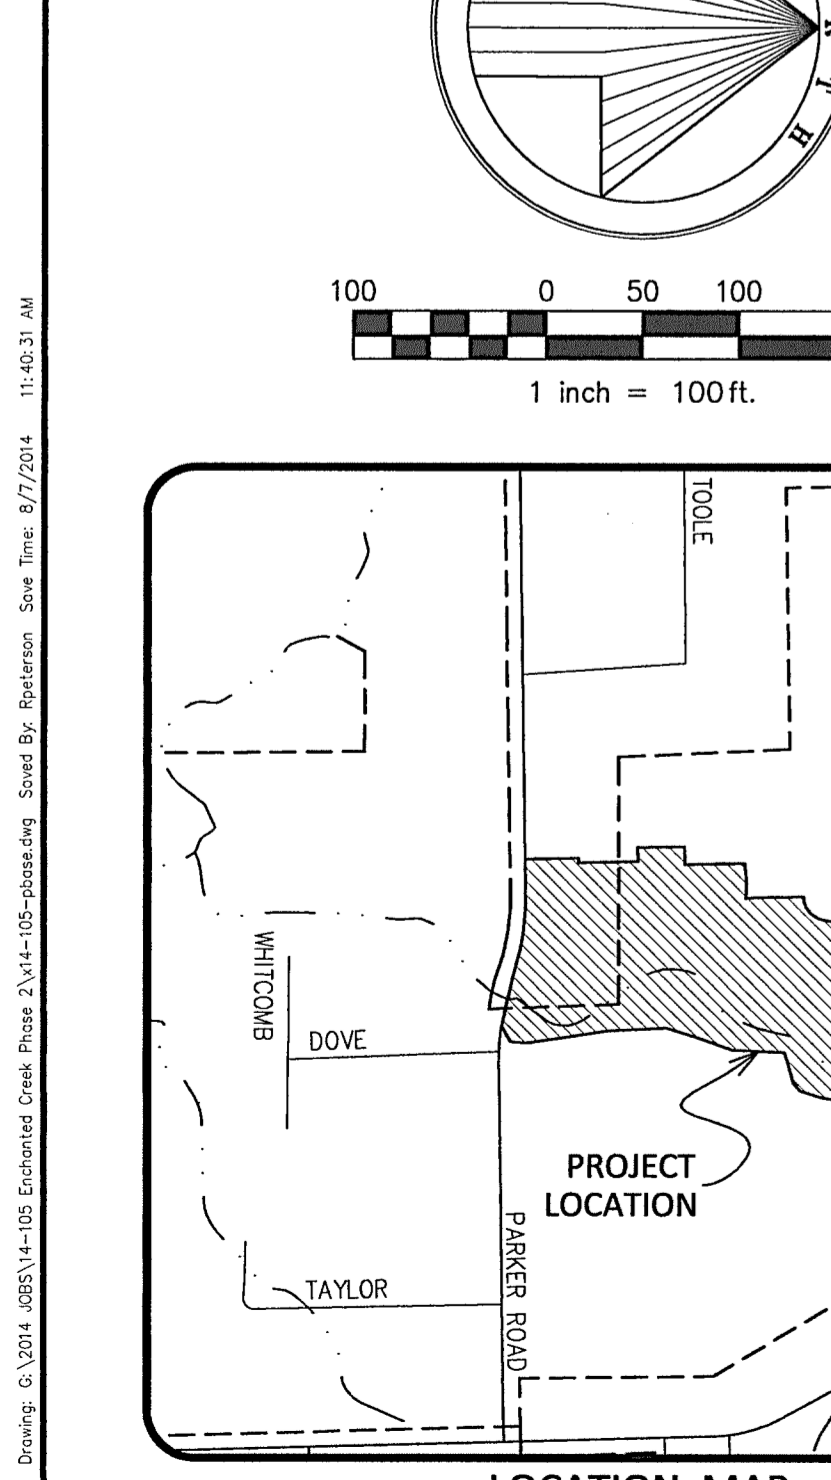 H
100 0 50 100
1 inch = 100ft.
TOOLE
WHITCOMB
DOVE
PROJECT
LOCATION
PARKER ROAD
TAYLOR
Drawing: G:\2014 JOBS\14-105 Enchanted Creek Phase 2\x14-105-pbase.dwg Saved By: Rpeterson Save Time: 8/7/2014 11:40:31 AM
LOCATION MAP